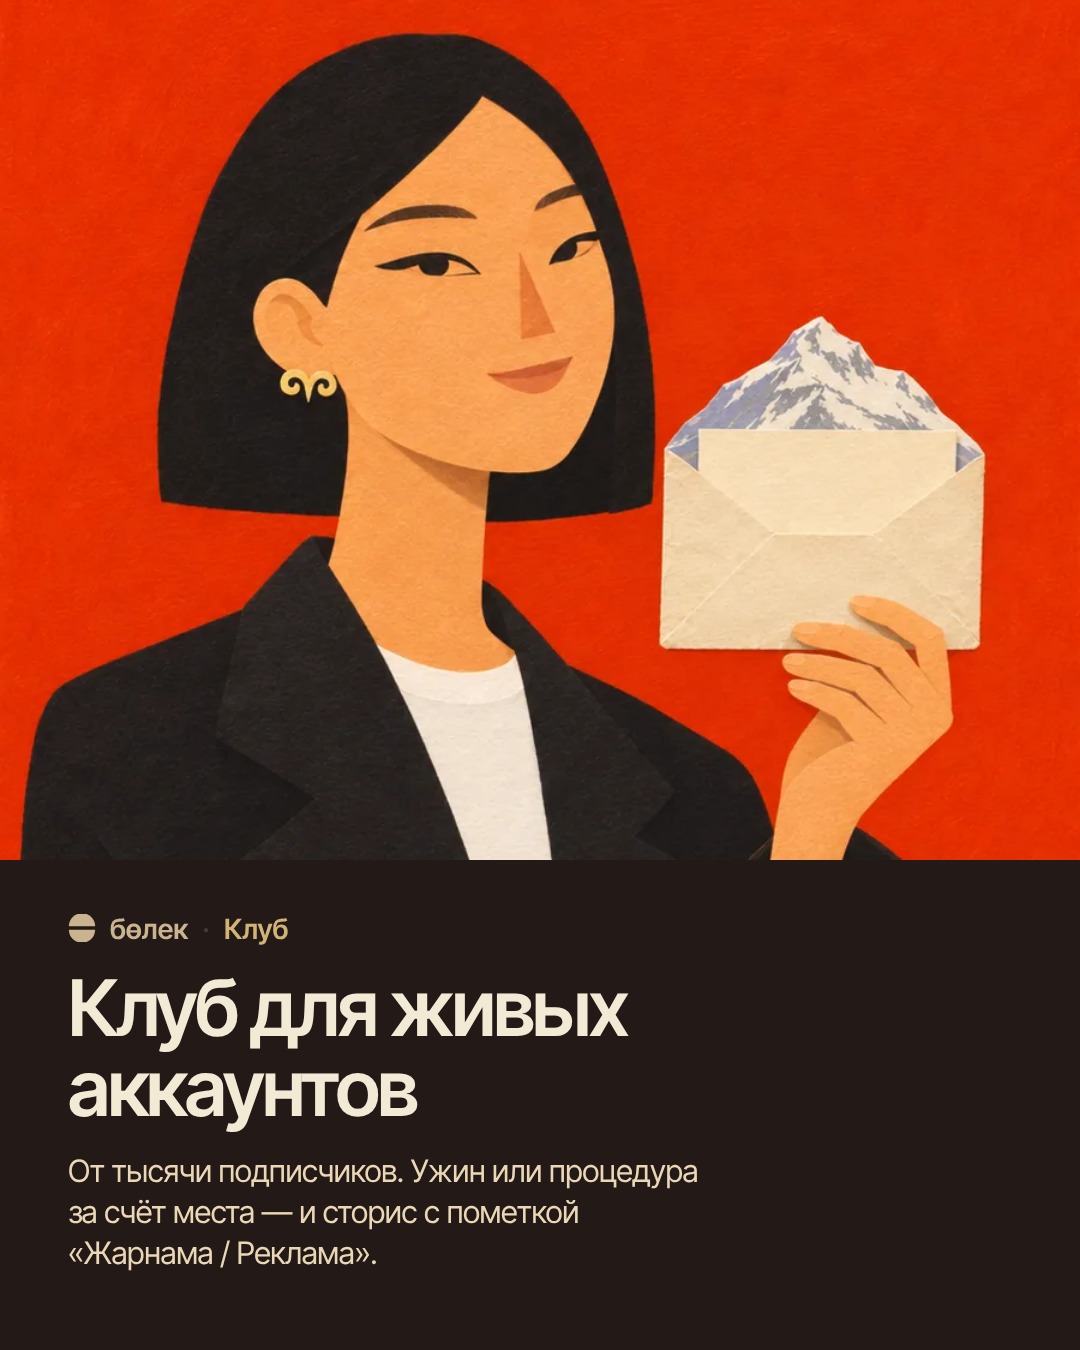 бөлек · Клуб
Клуб для живых
аккаунтов
От тысячи подписчиков. Ужин или процедура
за счёт места — и сторис с пометкой
«Жарнама / Реклама».